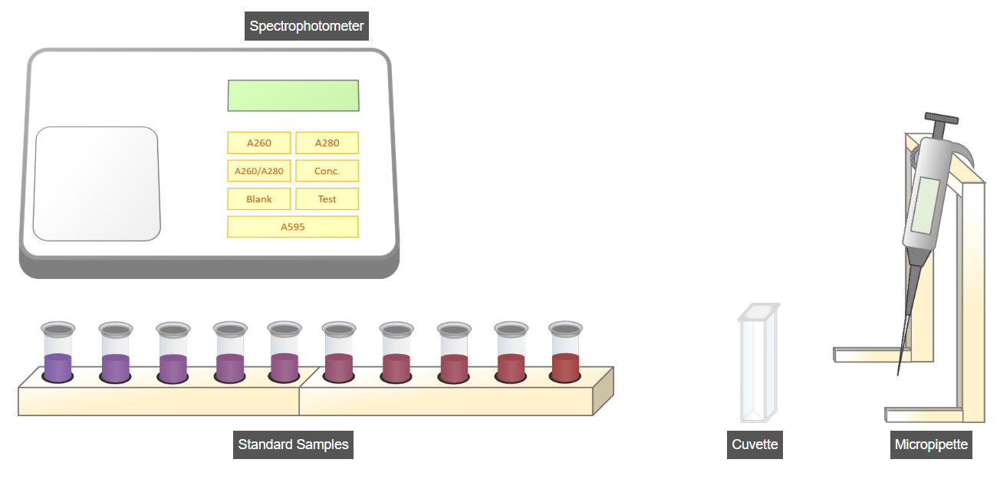 Spectrophotometer
A260 A280
A260/A280 Conc.
Blank Test
A595
Standard Samples
Cuvette
Micropipette